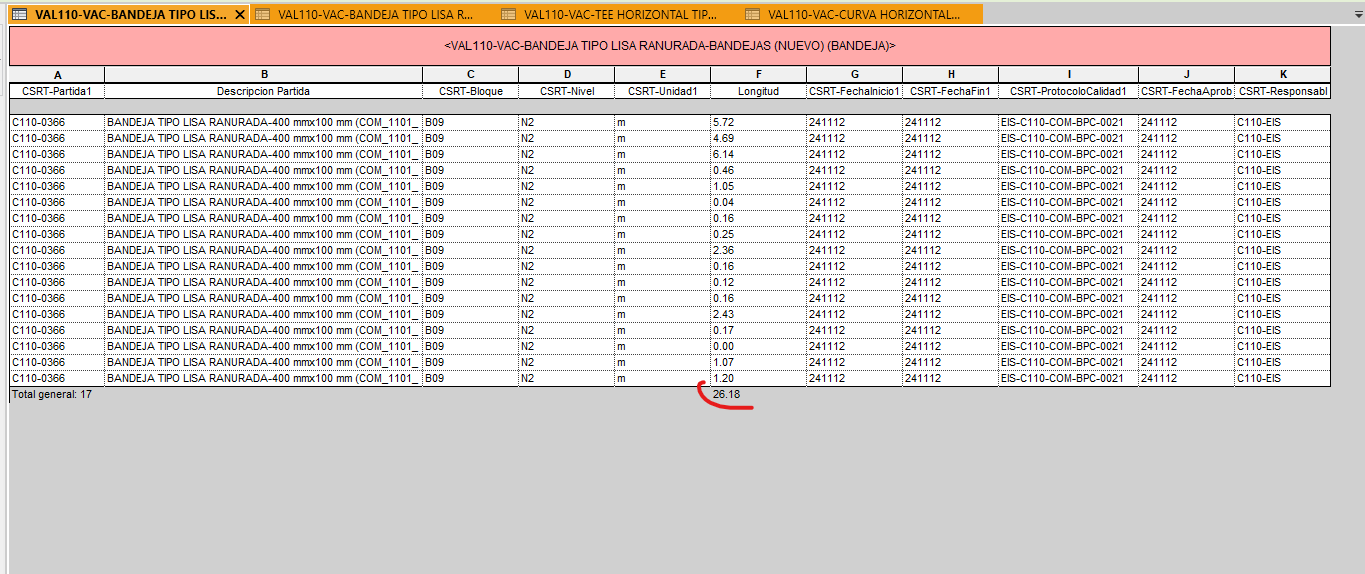 VAL110-VAC-BANDEJA TIPO LIS... VAL110-VAC-BANDEJA TIPO LISA R... VAL110-VAC-TEE HORIZONTAL TIP... VAL110-VAC-CURVA HORIZONTAL...
<VAL110-VAC-BANDEJA TIPO LISA RANURADA-BANDEJAS (NUEVO) (BANDEJA)>
A B C D E F G H I J K
CSRT-Partida1 Descripcion Partida CSRT-Bloque CSRT-Nivel CSRT-Unidad1 Longitud CSRT-FechaInicio1 CSRT-FechaFin1 CSRT-ProtocoloCalidad1 CSRT-FechaAprob CSRT-Responsabl
C110-0366 BANDEJA TIPO LISA RANURADA-400 mmx100 mm (COM_1101_ B09 N2 m 5.72 241112 241112 EIS-C110-COM-BPC-0021 241112 C110-EIS
C110-0366 BANDEJA TIPO LISA RANURADA-400 mmx100 mm (COM_1101_ B09 N2 m 4.69 241112 241112 EIS-C110-COM-BPC-0021 241112 C110-EIS
C110-0366 BANDEJA TIPO LISA RANURADA-400 mmx100 mm (COM_1101_ B09 N2 m 6.14 241112 241112 EIS-C110-COM-BPC-0021 241112 C110-EIS
C110-0366 BANDEJA TIPO LISA RANURADA-400 mmx100 mm (COM_1101_ B09 N2 m 0.46 241112 241112 EIS-C110-COM-BPC-0021 241112 C110-EIS
C110-0366 BANDEJA TIPO LISA RANURADA-400 mmx100 mm (COM_1101_ B09 N2 m 1.05 241112 241112 EIS-C110-COM-BPC-0021 241112 C110-EIS
C110-0366 BANDEJA TIPO LISA RANURADA-400 mmx100 mm (COM_1101_ B09 N2 m 0.04 241112 241112 EIS-C110-COM-BPC-0021 241112 C110-EIS
C110-0366 BANDEJA TIPO LISA RANURADA-400 mmx100 mm (COM_1101_ B09 N2 m 0.16 241112 241112 EIS-C110-COM-BPC-0021 241112 C110-EIS
C110-0366 BANDEJA TIPO LISA RANURADA-400 mmx100 mm (COM_1101_ B09 N2 m 0.25 241112 241112 EIS-C110-COM-BPC-0021 241112 C110-EIS
C110-0366 BANDEJA TIPO LISA RANURADA-400 mmx100 mm (COM_1101_ B09 N2 m 2.36 241112 241112 EIS-C110-COM-BPC-0021 241112 C110-EIS
C110-0366 BANDEJA TIPO LISA RANURADA-400 mmx100 mm (COM_1101_ B09 N2 m 0.16 241112 241112 EIS-C110-COM-BPC-0021 241112 C110-EIS
C110-0366 BANDEJA TIPO LISA RANURADA-400 mmx100 mm (COM_1101_ B09 N2 m 0.12 241112 241112 EIS-C110-COM-BPC-0021 241112 C110-EIS
C110-0366 BANDEJA TIPO LISA RANURADA-400 mmx100 mm (COM_1101_ B09 N2 m 0.16 241112 241112 EIS-C110-COM-BPC-0021 241112 C110-EIS
C110-0366 BANDEJA TIPO LISA RANURADA-400 mmx100 mm (COM_1101_ B09 N2 m 2.43 241112 241112 EIS-C110-COM-BPC-0021 241112 C110-EIS
C110-0366 BANDEJA TIPO LISA RANURADA-400 mmx100 mm (COM_1101_ B09 N2 m 0.17 241112 241112 EIS-C110-COM-BPC-0021 241112 C110-EIS
C110-0366 BANDEJA TIPO LISA RANURADA-400 mmx100 mm (COM_1101_ B09 N2 m 0.00 241112 241112 EIS-C110-COM-BPC-0021 241112 C110-EIS
C110-0366 BANDEJA TIPO LISA RANURADA-400 mmx100 mm (COM_1101_ B09 N2 m 1.07 241112 241112 EIS-C110-COM-BPC-0021 241112 C110-EIS
C110-0366 BANDEJA TIPO LISA RANURADA-400 mmx100 mm (COM_1101_ B09 N2 m 1.20 241112 241112 EIS-C110-COM-BPC-0021 241112 C110-EIS
Total general: 17 26.18